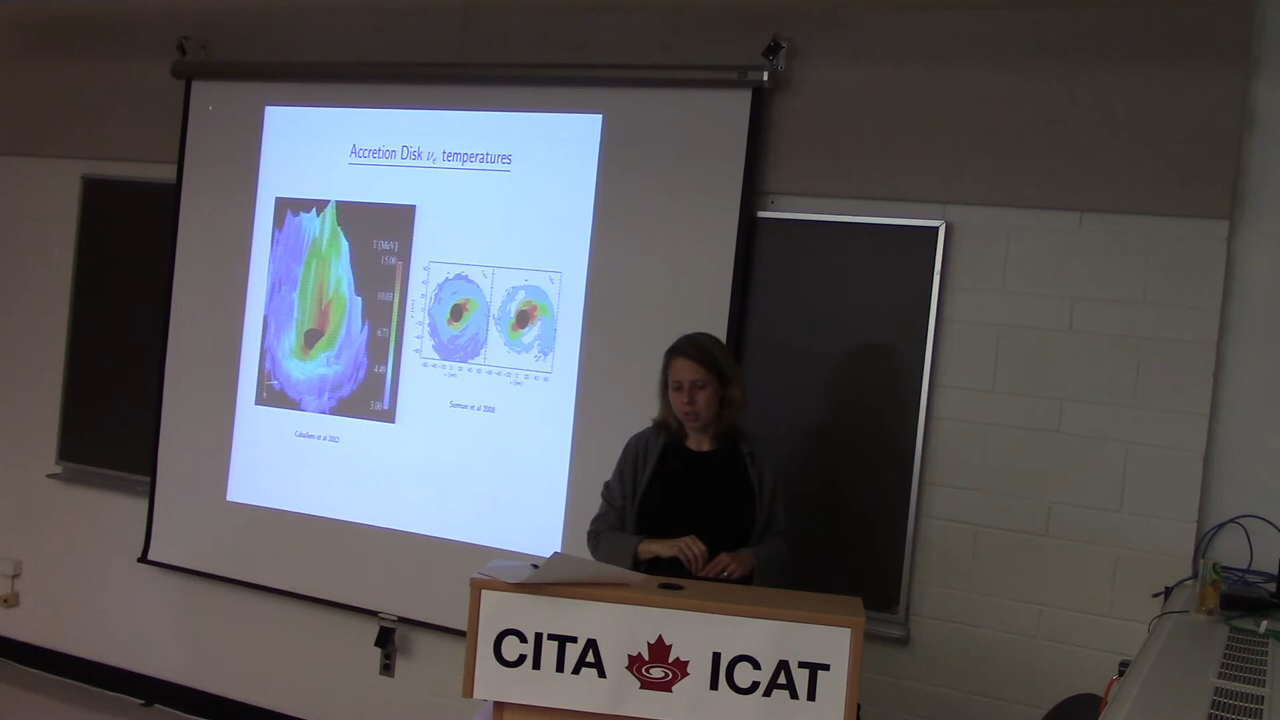 Accretion Disk νe temperatures
T [MeV]
15.00
10.03
6.71
4.49
3.00
Caballero et al 2012
Surman et al 2008
CITA ICAT